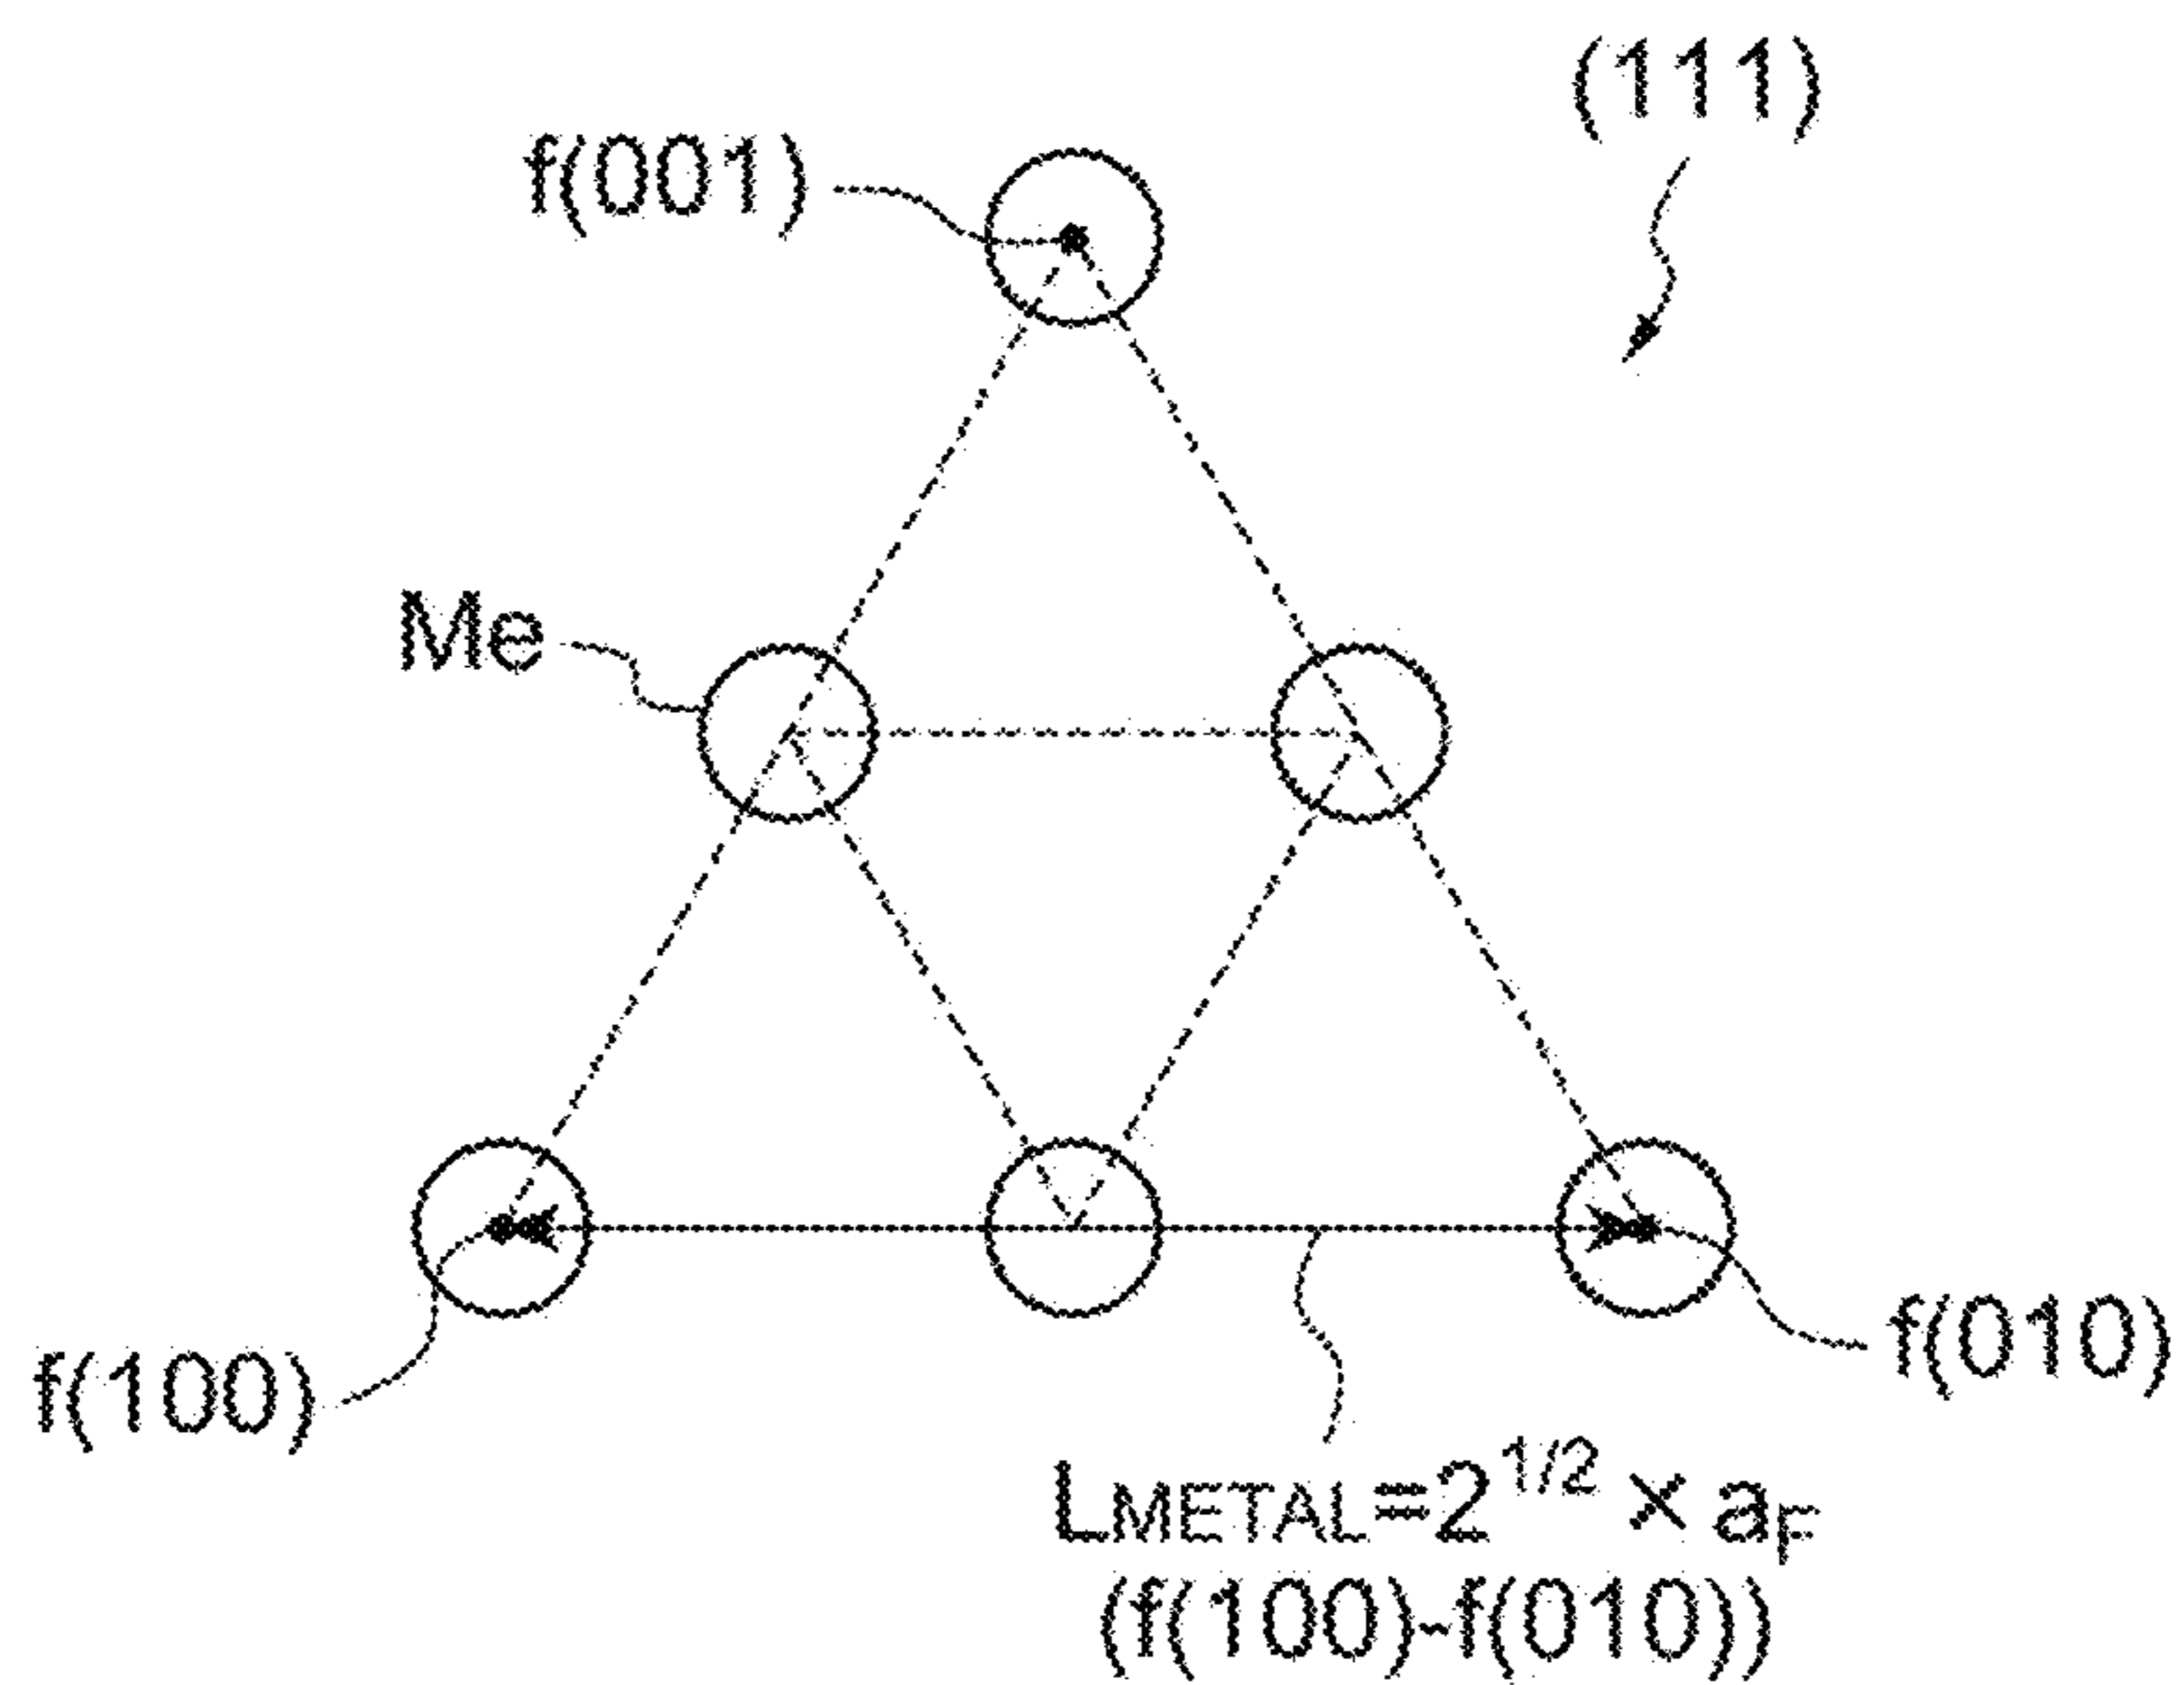 (111)
f(001)
Me
f(100)
f(010)
LMETAL=2^1/2 × aF
(f(100)~f(010))